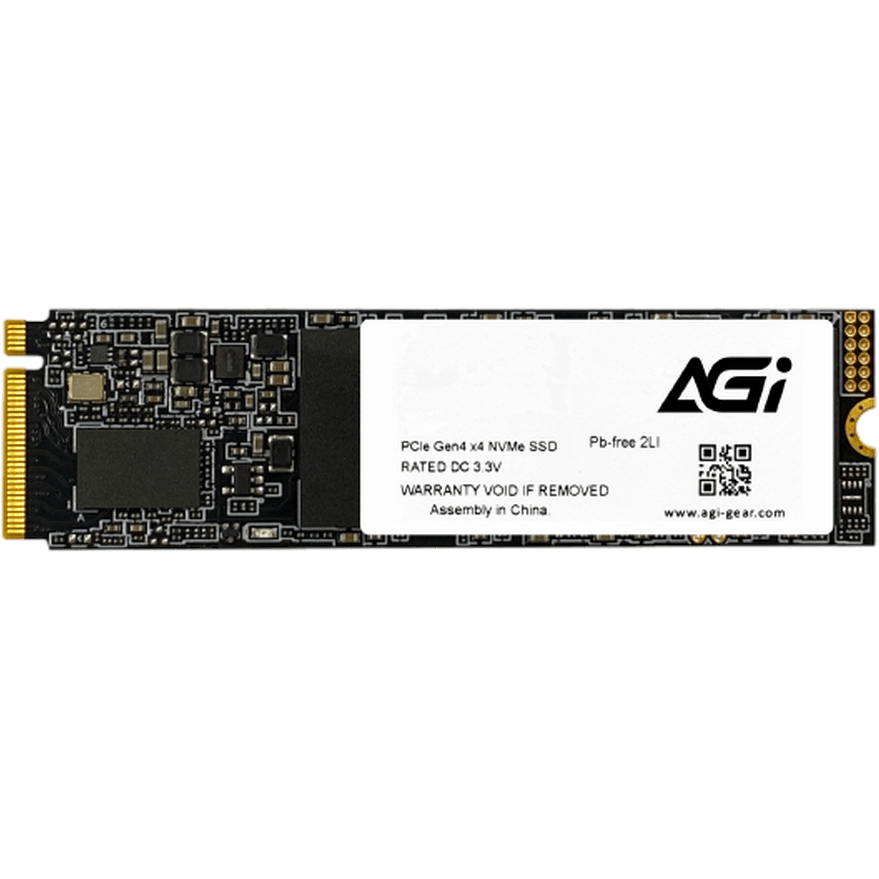 6
AGi
PCIe Gen4 x4 NVMe SSD
Pb-free 2LI
RATED DC 3.3V
WARRANTY VOID IF REMOVED
Assembly in China.
www.agi-gear.com
A